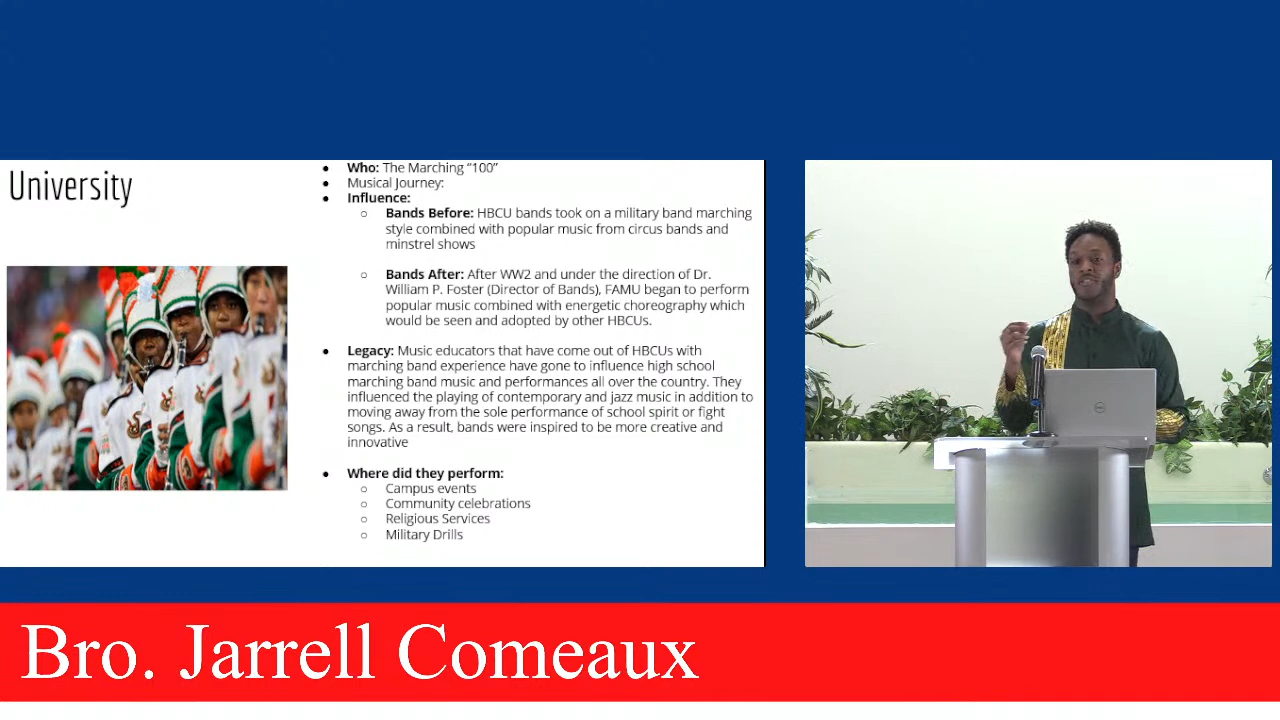 University
● Who: The Marching “100”
● Musical Journey:
● Influence:
○ Bands Before: HBCU bands took on a military band marching
style combined with popular music from circus bands and
minstrel shows
○ Bands After: After WW2 and under the direction of Dr.
William P. Foster (Director of Bands), FAMU began to perform
popular music combined with energetic choreography which
would be seen and adopted by other HBCUs.
● Legacy: Music educators that have come out of HBCUs with
marching band experience have gone to influence high school
marching band music and performances all over the country. They
influenced the playing of contemporary and jazz music in addition to
moving away from the sole performance of school spirit or fight
songs. As a result, bands were inspired to be more creative and
innovative
● Where did they perform:
○ Campus events
○ Community celebrations
○ Religious Services
○ Military Drills
DELL
Bro. Jarrell Comeaux